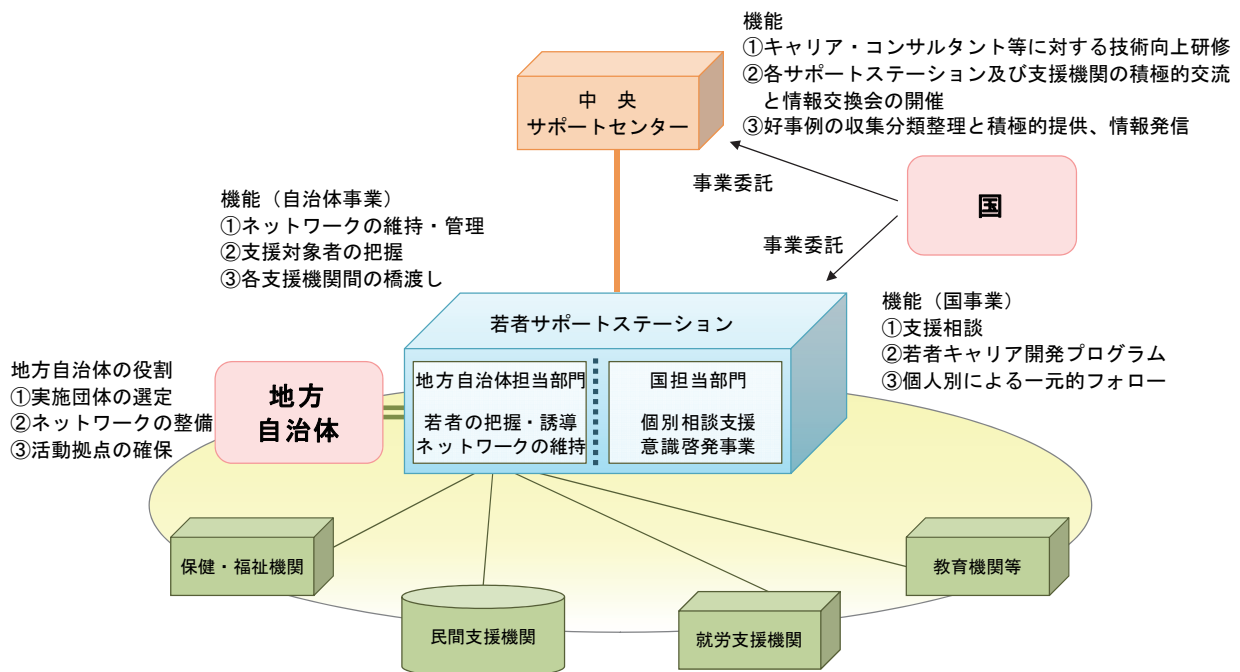 機能
①キャリア・コンサルタント等に対する技術向上研修
②各サポートステーション及び支援機関の積極的交流
と情報交換会の開催
③好事例の収集分類整理と積極的提供、情報発信
中　央
サポートセンター
事業委託
国
機能（自治体事業）
①ネットワークの維持・管理
②支援対象者の把握
③各支援機関間の橋渡し
事業委託
機能（国事業）
①支援相談
②若者キャリア開発プログラム
③個人別による一元的フォロー
若者サポートステーション
地方自治体の役割
①実施団体の選定
②ネットワークの整備
③活動拠点の確保
地方
自治体
地方自治体担当部門
若者の把握・誘導
ネットワークの維持
国担当部門
個別相談支援
意識啓発事業
保健・福祉機関
民間支援機関
就労支援機関
教育機関等